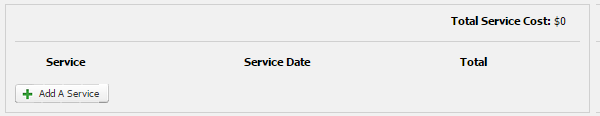 Total Service Cost: $0
Service Service Date Total
Add A Service